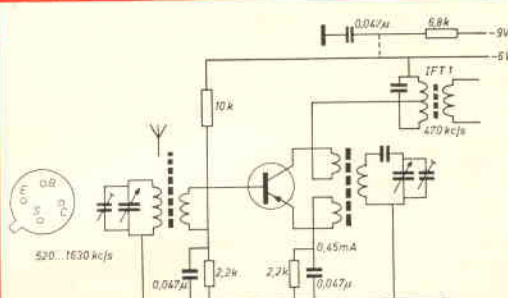 0,047µ
6,8k
-9V
-6V
IFT 1
10k
470 kc/s
E
B
S
C
0,45mA
520...1630 kc/s
0,047µ
2,2k
2,2k
0,047µ